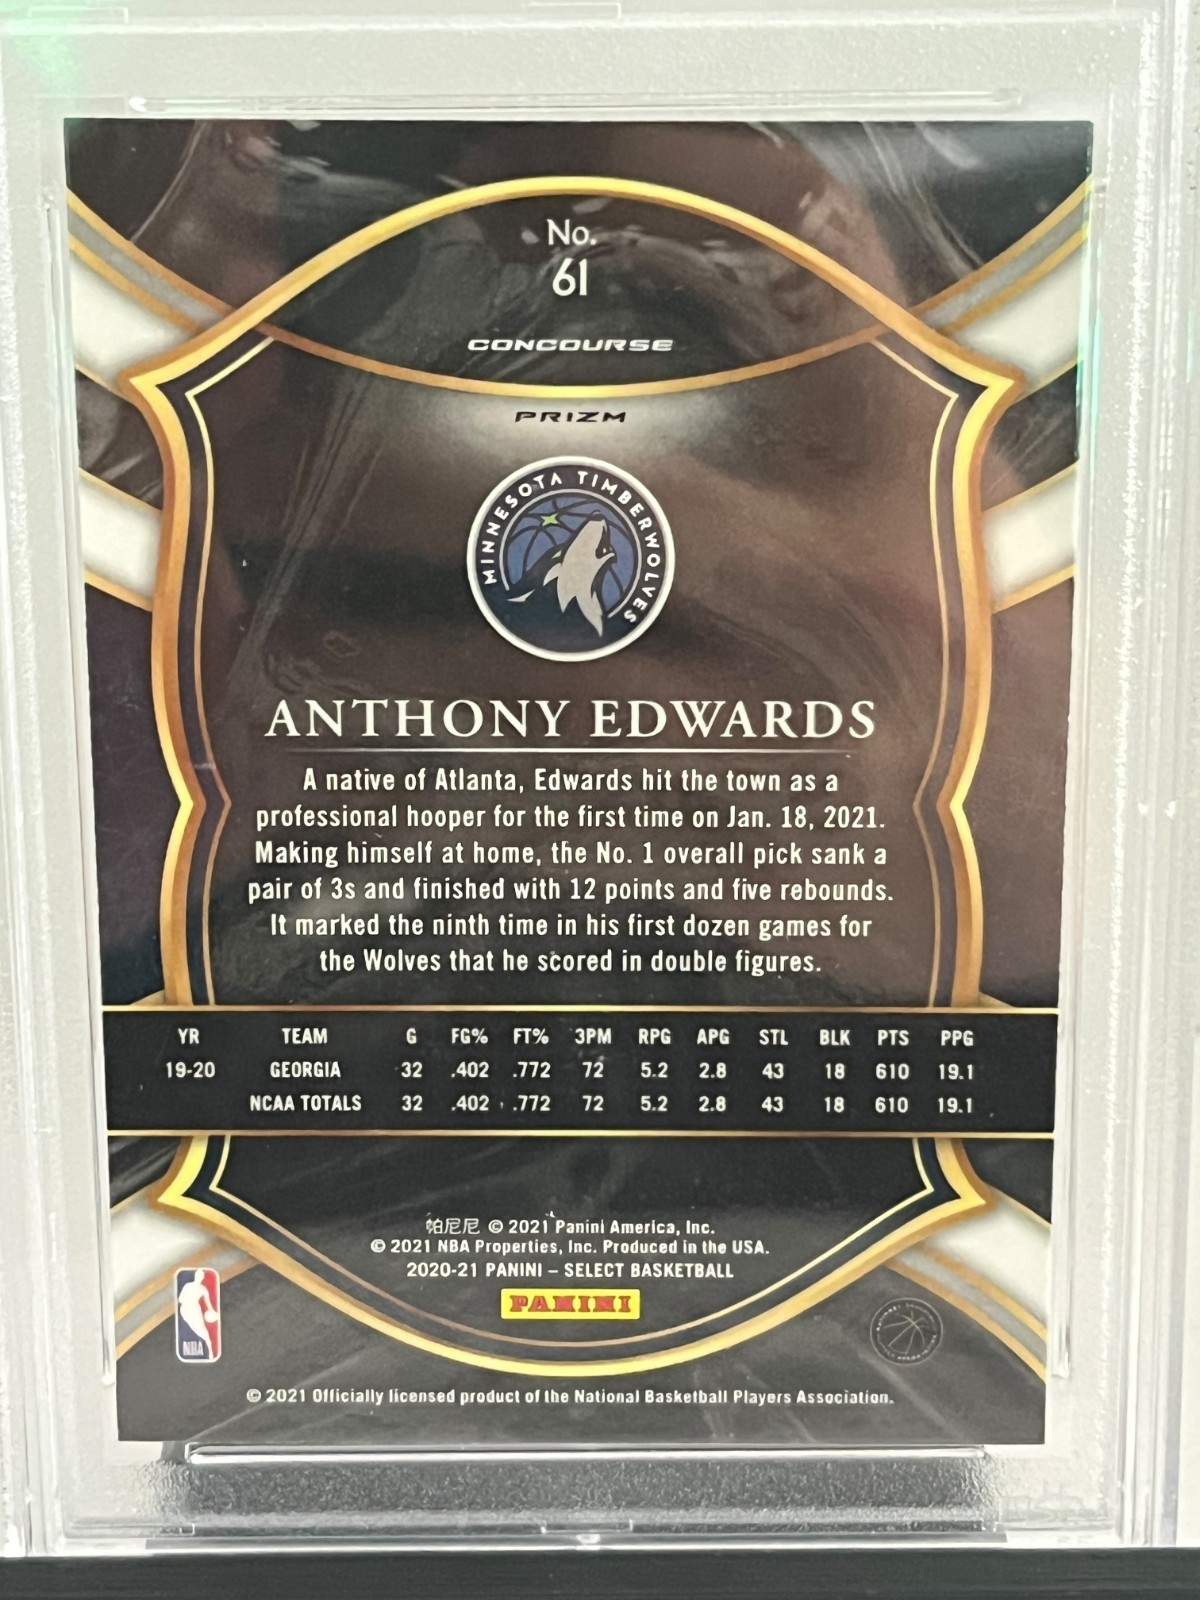 No.
61
CONCOURSE
PRIZM
MINNESOTA TIMBERWOLVES
ANTHONY EDWARDS
A native of Atlanta, Edwards hit the town as a
professional hooper for the first time on Jan. 18, 2021.
Making himself at home, the No. 1 overall pick sank a
pair of 3s and finished with 12 points and five rebounds.
It marked the ninth time in his first dozen games for
the Wolves that he scored in double figures.
YR TEAM G FG% FT% 3PM RPG APG STL BLK PTS PPG
19-20 GEORGIA 32 .402 .772 72 5.2 2.8 43 18 610 19.1
NCAA TOTALS 32 .402 .772 72 5.2 2.8 43 18 610 19.1
帕尼尼 © 2021 Panini America, Inc.
© 2021 NBA Properties, Inc. Produced in the USA.
2020-21 PANINI – SELECT BASKETBALL
PANINI
NBA
© 2021 Officially licensed product of the National Basketball Players Association.